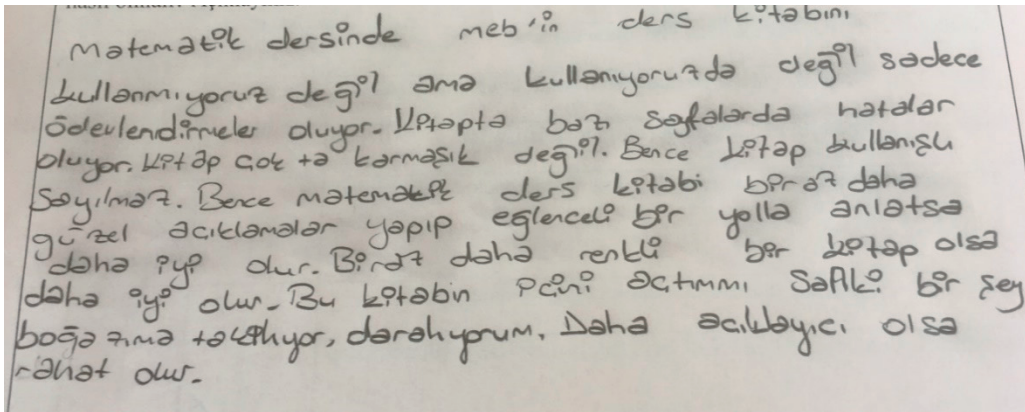 Matematik dersinde meb'in ders kitabını
kullanmıyoruz değil ama kullanıyoruzda değil sadece
ödevlendirmeler oluyor. Kitapta bazı sayfalarda hatalar
oluyor. Kitap çok ta karmaşık değil. Bence kitap kullanışlı
Sayılmaz. Bence matematik ders kitabi biraz daha
güzel acıklamalar yapıp eğlenceli bir yolla anlatsa
daha iyi olur. Biraz daha renkli bir kitap olsa
daha iyi olur. Bu kitabın içini açtımmı Sanki bir şey
boğazıma takılıyor, daralıyorum. Daha acıklayıcı olsa
rahat olur.